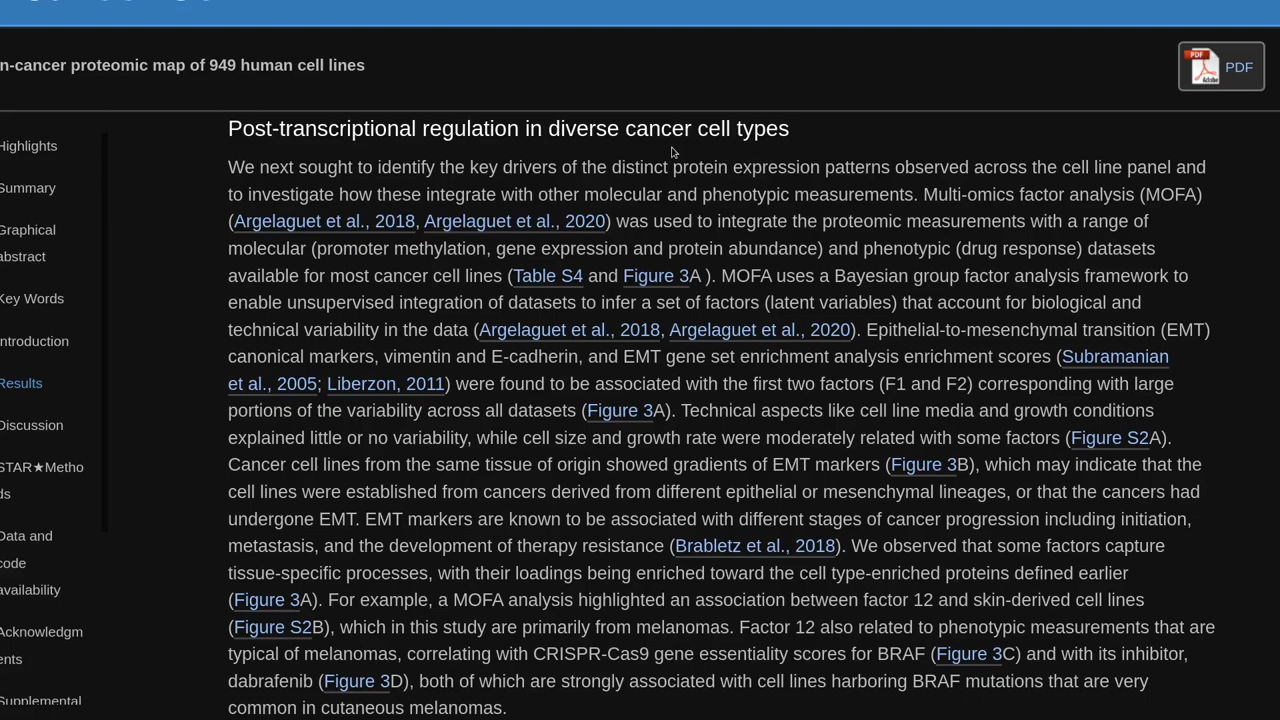 n-cancer proteomic map of 949 human cell lines
PDF
PDF
Adobe
Highlights
Summary
Graphical
abstract
Key Words
ntroduction
Results
Discussion
STAR★Metho
ds
Data and
code
availability
Acknowledgm
ents
Supplemental
Post-transcriptional regulation in diverse cancer cell types
We next sought to identify the key drivers of the distinct protein expression patterns observed across the cell line panel and
to investigate how these integrate with other molecular and phenotypic measurements. Multi-omics factor analysis (MOFA)
(Argelaguet et al., 2018, Argelaguet et al., 2020) was used to integrate the proteomic measurements with a range of
molecular (promoter methylation, gene expression and protein abundance) and phenotypic (drug response) datasets
available for most cancer cell lines (Table S4 and Figure 3A ). MOFA uses a Bayesian group factor analysis framework to
enable unsupervised integration of datasets to infer a set of factors (latent variables) that account for biological and
technical variability in the data (Argelaguet et al., 2018, Argelaguet et al., 2020). Epithelial-to-mesenchymal transition (EMT)
canonical markers, vimentin and E-cadherin, and EMT gene set enrichment analysis enrichment scores (Subramanian
et al., 2005; Liberzon, 2011) were found to be associated with the first two factors (F1 and F2) corresponding with large
portions of the variability across all datasets (Figure 3A). Technical aspects like cell line media and growth conditions
explained little or no variability, while cell size and growth rate were moderately related with some factors (Figure S2A).
Cancer cell lines from the same tissue of origin showed gradients of EMT markers (Figure 3B), which may indicate that the
cell lines were established from cancers derived from different epithelial or mesenchymal lineages, or that the cancers had
undergone EMT. EMT markers are known to be associated with different stages of cancer progression including initiation,
metastasis, and the development of therapy resistance (Brabletz et al., 2018). We observed that some factors capture
tissue-specific processes, with their loadings being enriched toward the cell type-enriched proteins defined earlier
(Figure 3A). For example, a MOFA analysis highlighted an association between factor 12 and skin-derived cell lines
(Figure S2B), which in this study are primarily from melanomas. Factor 12 also related to phenotypic measurements that are
typical of melanomas, correlating with CRISPR-Cas9 gene essentiality scores for BRAF (Figure 3C) and with its inhibitor,
dabrafenib (Figure 3D), both of which are strongly associated with cell lines harboring BRAF mutations that are very
common in cutaneous melanomas.